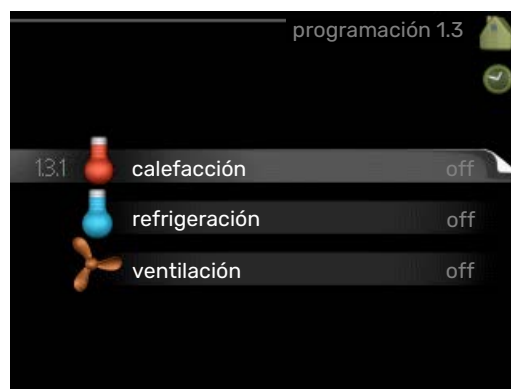 programación 1.3
1.3.1 calefacción off
refrigeración off
ventilación off